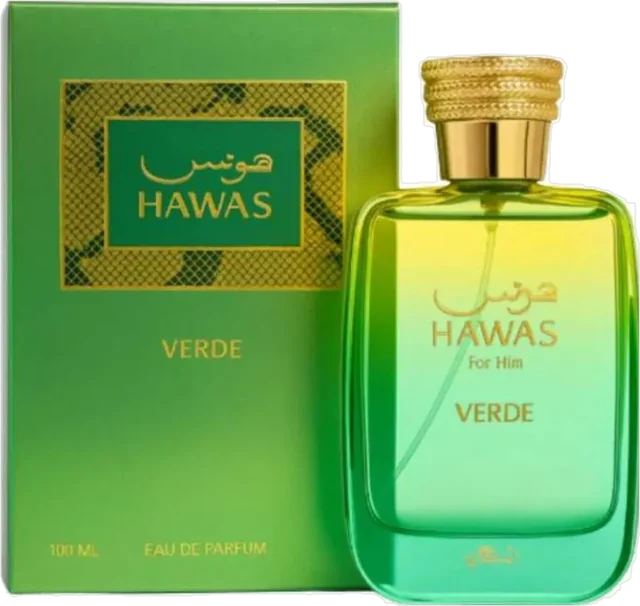 هوس
HAWAS
VERDE
100 ML
EAU DE PARFUM
هوس
HAWAS
For Him
VERDE